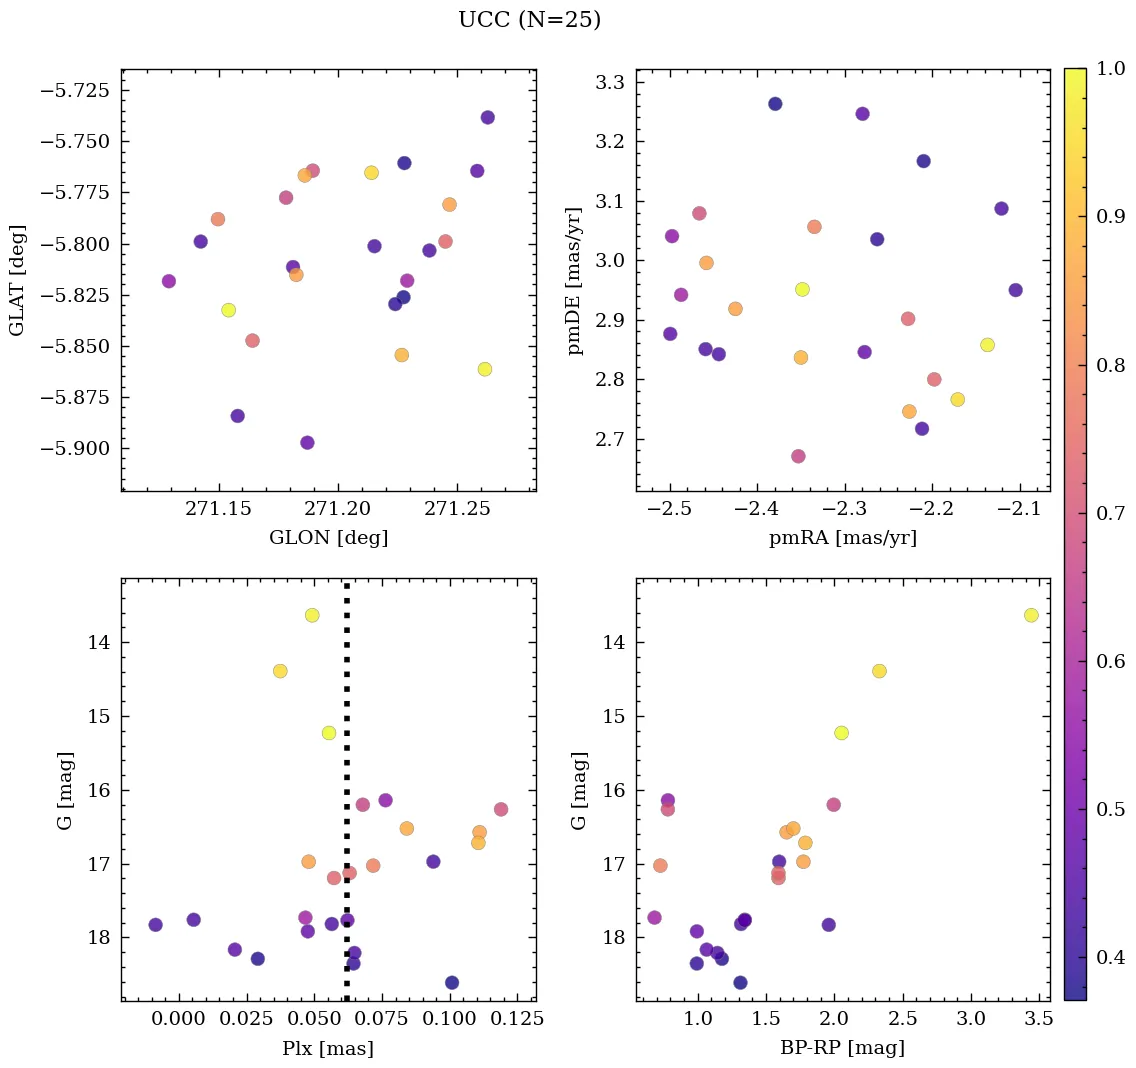 UCC (N=25)
−5.725
−5.750
−5.775
−5.800
−5.825
−5.850
−5.875
−5.900
GLAT [deg]
271.15 271.20 271.25
GLON [deg]
3.3
3.2
3.1
3.0
2.9
2.8
2.7
pmDE [mas/yr]
−2.5 −2.4 −2.3 −2.2 −2.1
pmRA [mas/yr]
14
15
16
17
18
G [mag]
0.000 0.025 0.050 0.075 0.100 0.125
Plx [mas]
14
15
16
17
18
G [mag]
1.0 1.5 2.0 2.5 3.0 3.5
BP-RP [mag]
1.0
0.9
0.8
0.7
0.6
0.5
0.4